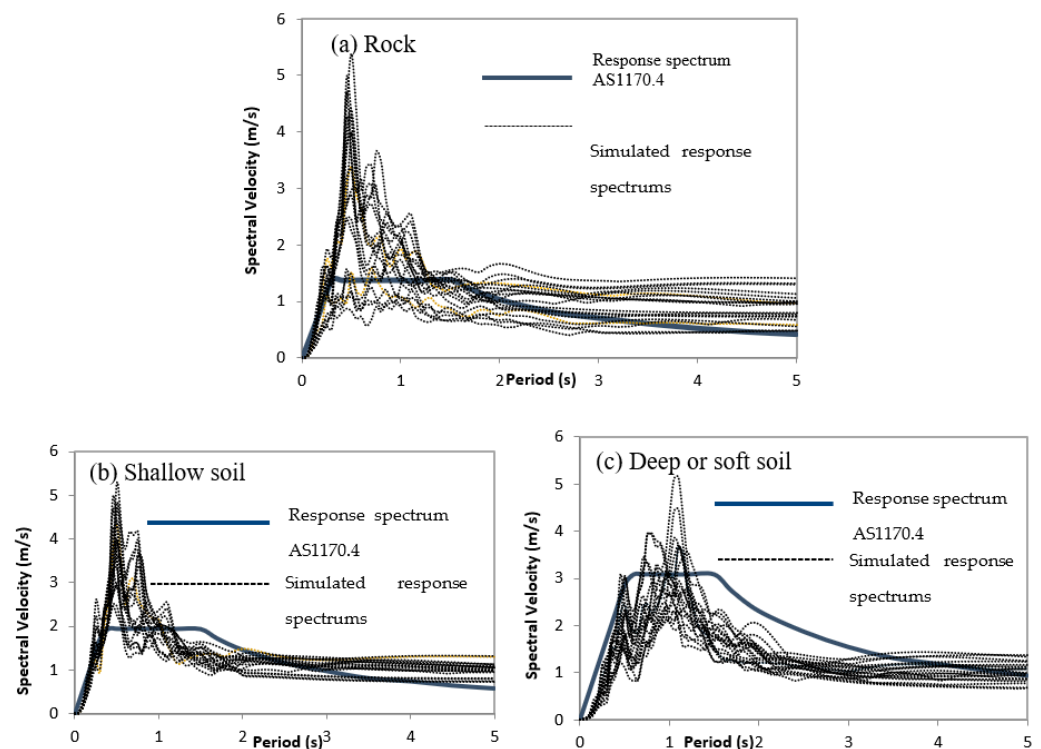 (a) Rock
Response spectrum
AS1170.4
Simulated response
spectrums
Spectral Velocity (m/s)
6
5
4
3
2
1
0
0 1 2 3 4 5
Period (s)
(b) Shallow soil
Response spectrum
AS1170.4
Simulated response
spectrums
Spectral Velocity (m/s)
6
5
4
3
2
1
0
0 1 2 3 4 5
Period (s)
(c) Deep or soft soil
Response spectrum
AS1170.4
Simulated response
spectrums
Spectral Velocity (m/s)
6
5
4
3
2
1
0
0 1 2 3 4 5
Period (s)